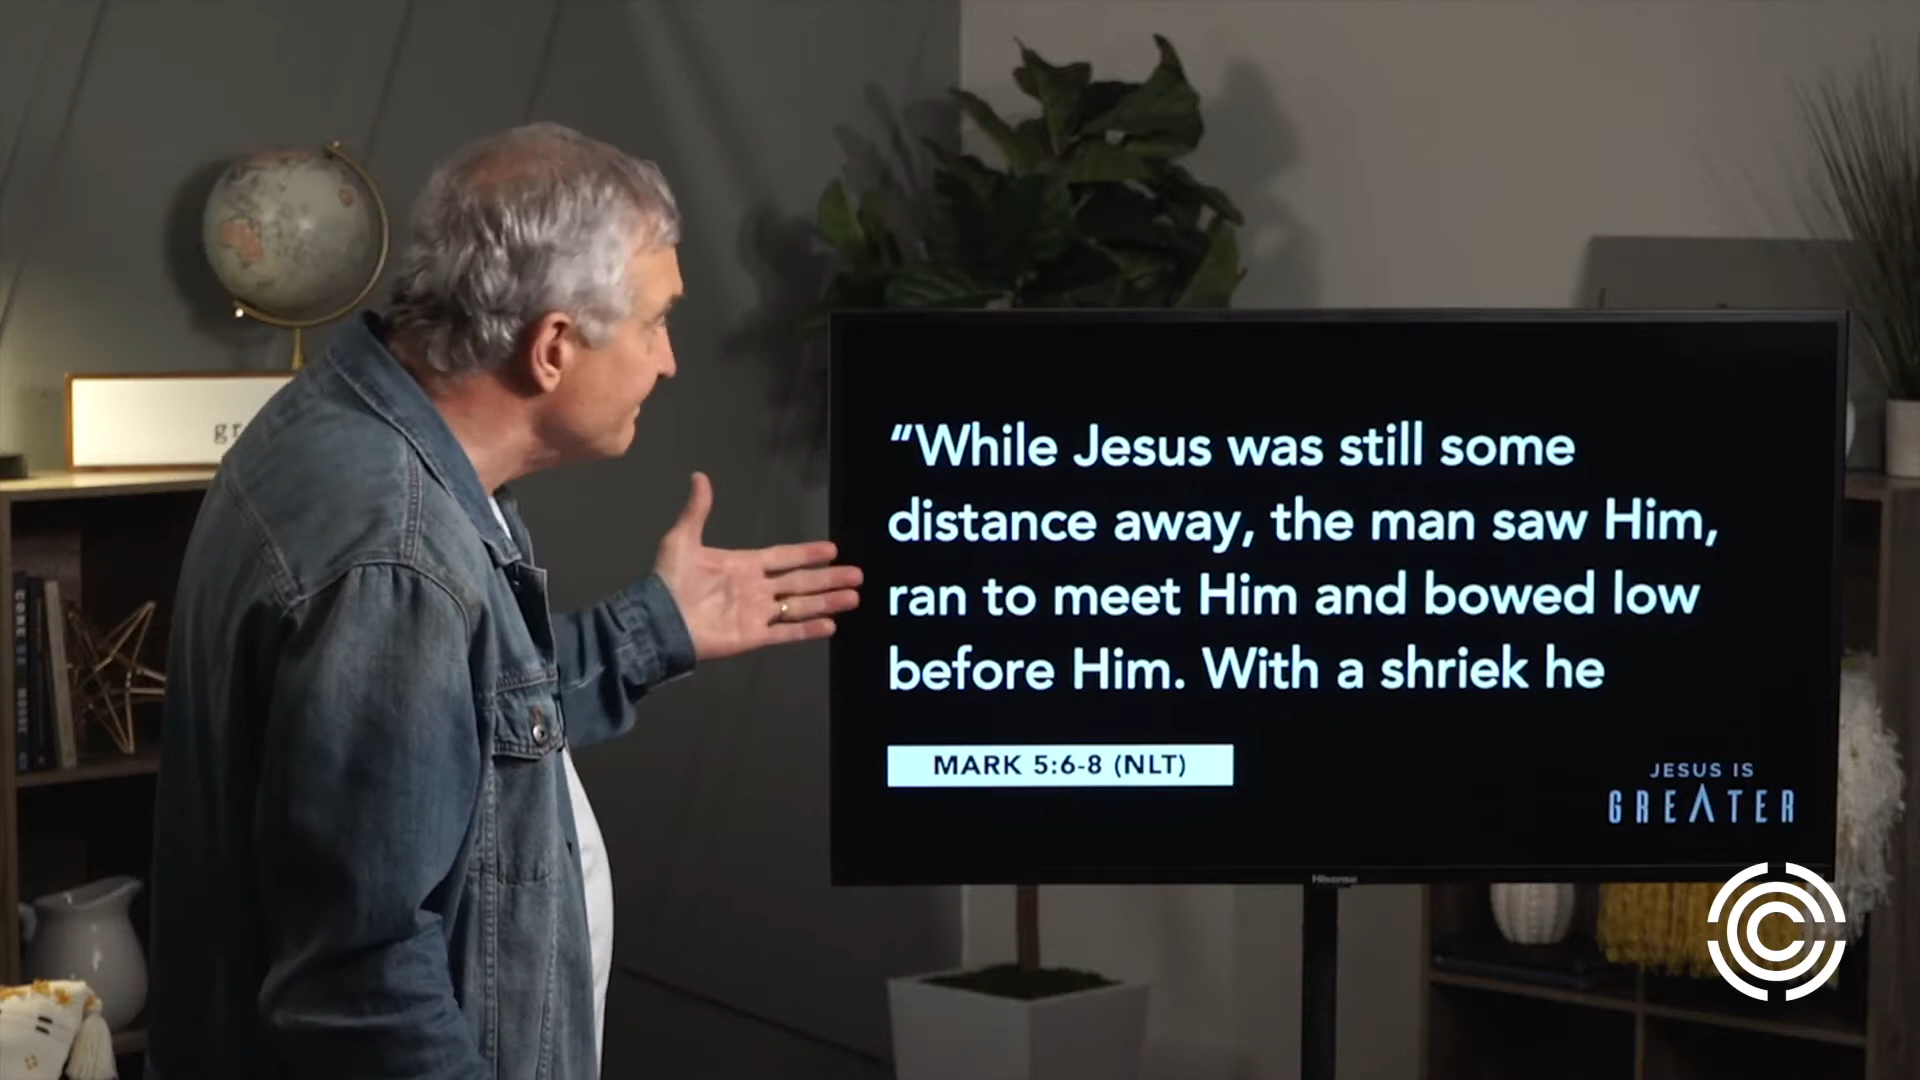 gr
“While Jesus was still some
distance away, the man saw Him,
ran to meet Him and bowed low
before Him. With a shriek he
MARK 5:6-8 (NLT)
JESUS IS
GREATER
Hisense